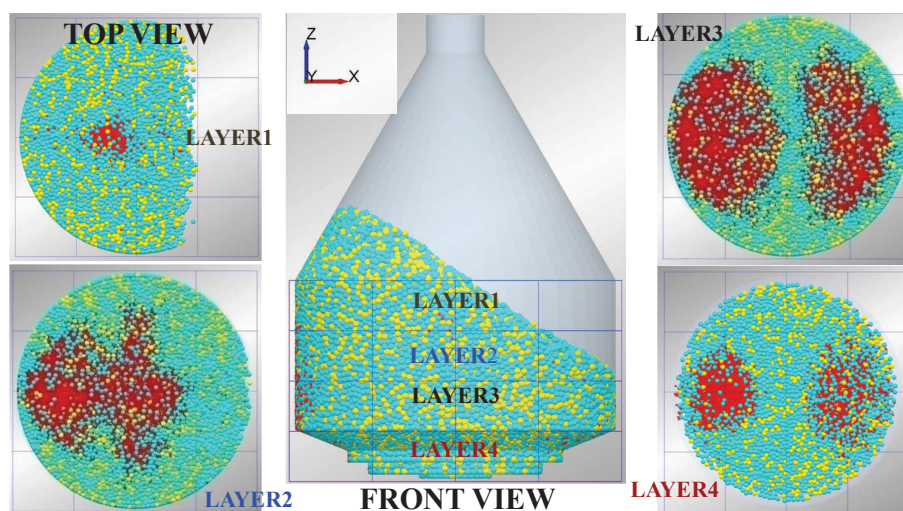 TOP VIEW
LAYER1
Z
Y
X
LAYER3
LAYER1
LAYER2
LAYER3
LAYER4
LAYER2
FRONT VIEW
LAYER4